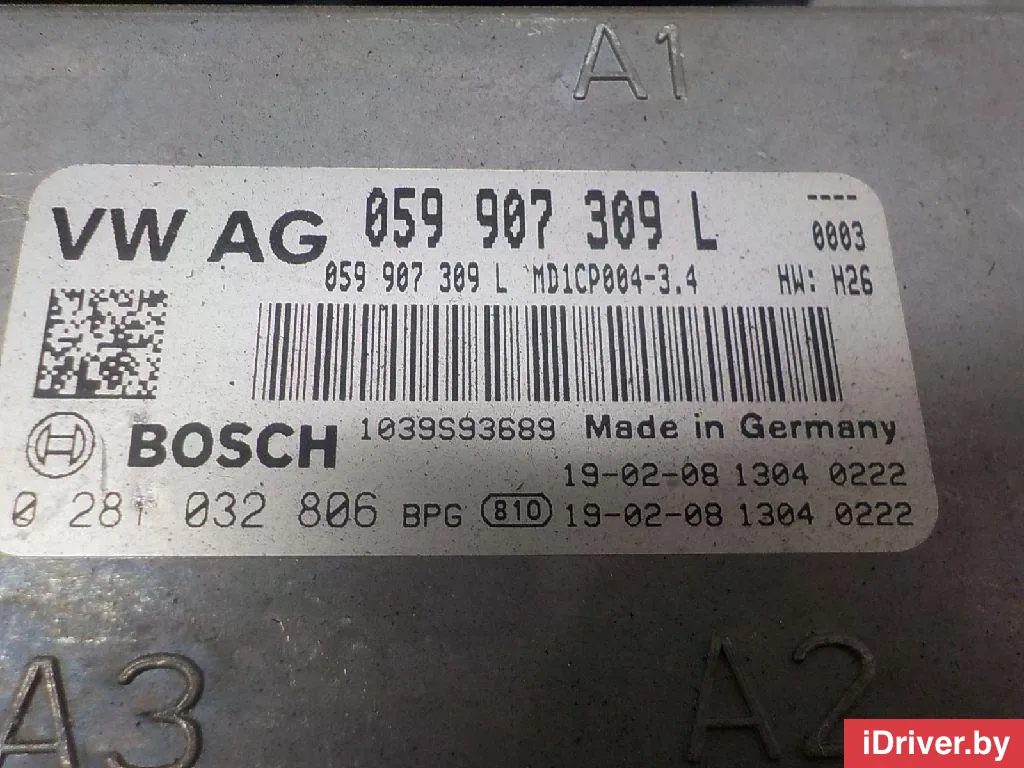 A1
VW AG 059 907 309 L ----
0003
059 907 309 L MD1CP004-3.4 HW: H26
BOSCH 1039S93689 Made in Germany
19-02-08 1304 0222
0 281 032 806 BPG 810 19-02-08 1304 0222
A3 A2
iDriver.by